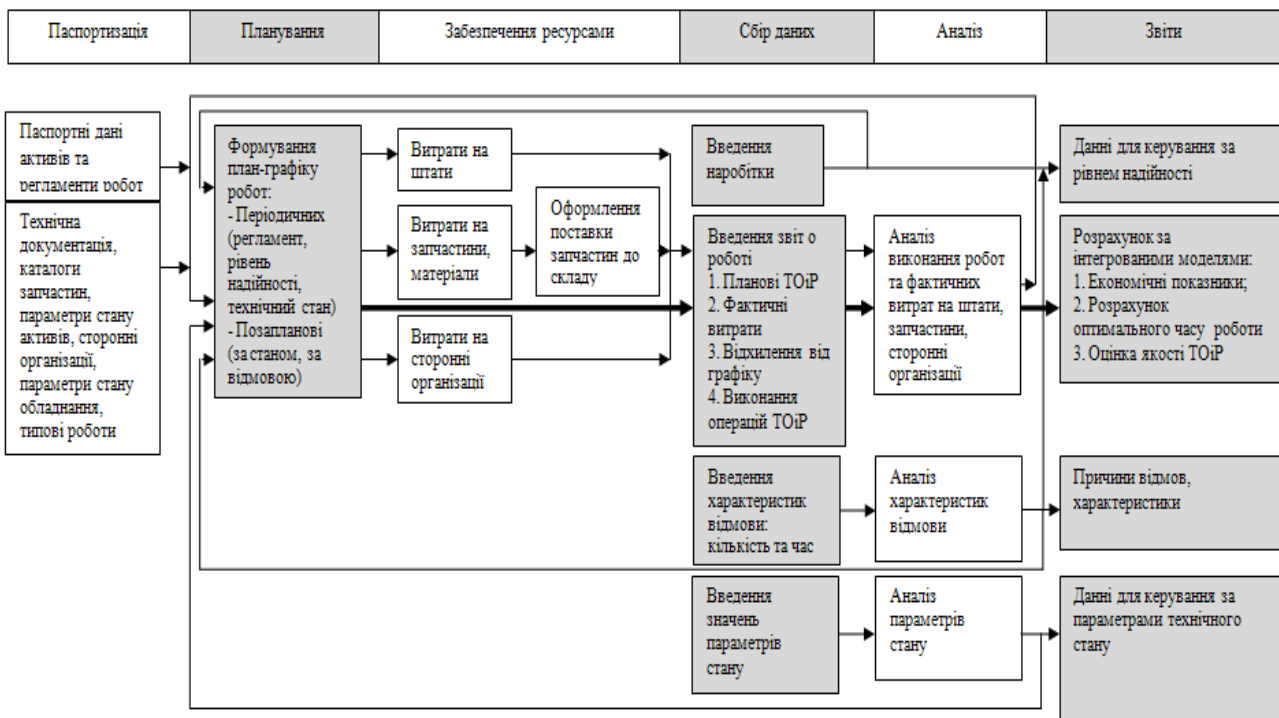 Паспортизація
Планування
Забезпечення ресурсами
Сбір даних
Аналіз
Звіти
Паспортні дані
активів та
регламенти робот
Технічна
документація,
каталоги
запчастин,
параметри стану
активів, сторонні
організації,
параметри стану
обладнання,
типові роботи
Формування
план-графіку
робот:
- Періодичних
(регламент,
рівень
надійності,
технічний стан)
- Позапланові
(за станом, за
відмовою)
Витрати на
штати
Витрати на
запчастини,
матеріали
Витрати на
сторонні
організації
Оформлення
поставки
запчастин до
складу
Введення
наробітки
Введення звіт о
роботі
1. Планові ТОіР
2. Фактичні
витрати
3. Відхилення від
графіку
4. Виконання
операцій ТОіР
Введення
характеристик
відмови:
кількість та час
Введення
значень
параметрів
стану
Аналіз
виконання робот
та фактичних
витрат на штати,
запчастини,
сторонні
організації
Аналіз
характеристик
відмови
Аналіз
параметрів
стану
Данні для керування за
рівнем надійності
Розрахунок за
інтегрованими моделями:
1. Економічні показники;
2. Розрахунок
оптимального часу роботи
3. Оцінка якості ТОіР
Причини відмов,
характеристики
Данні для керування за
параметрами технічного
стану